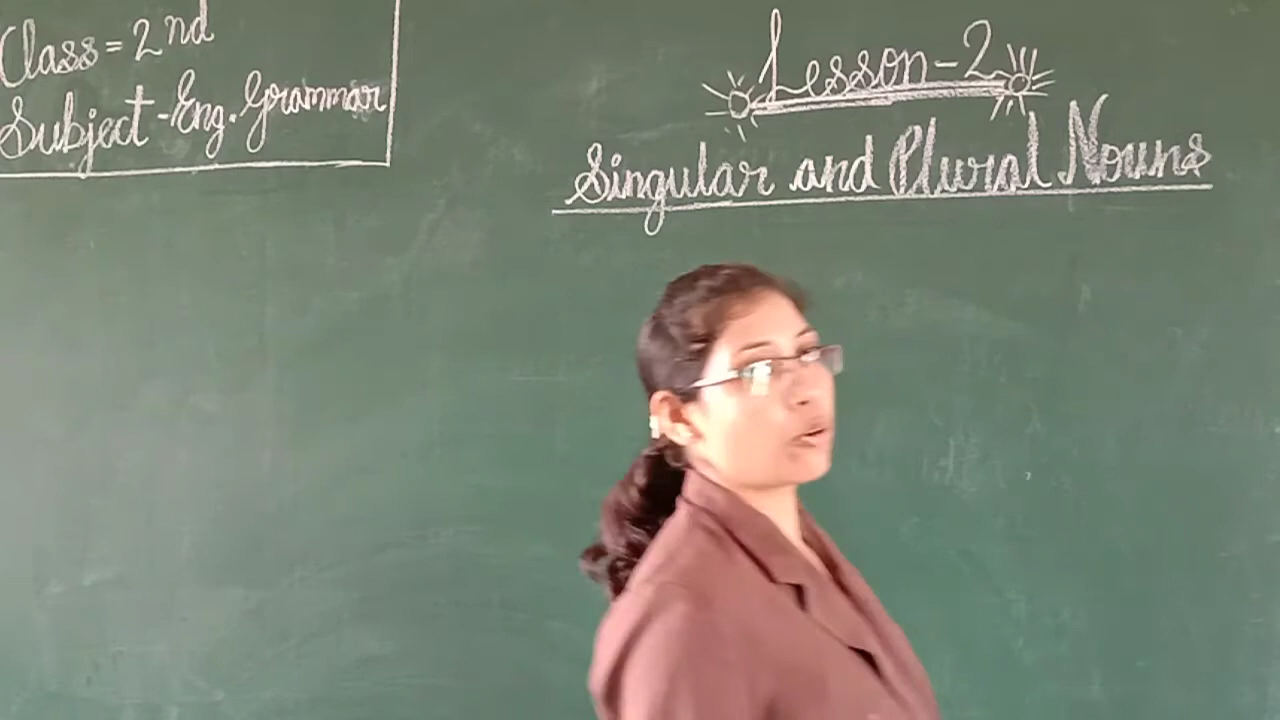 Class = 2nd
Subject - Eng. Grammar
Lesson - 2
Singular and Plural Nouns